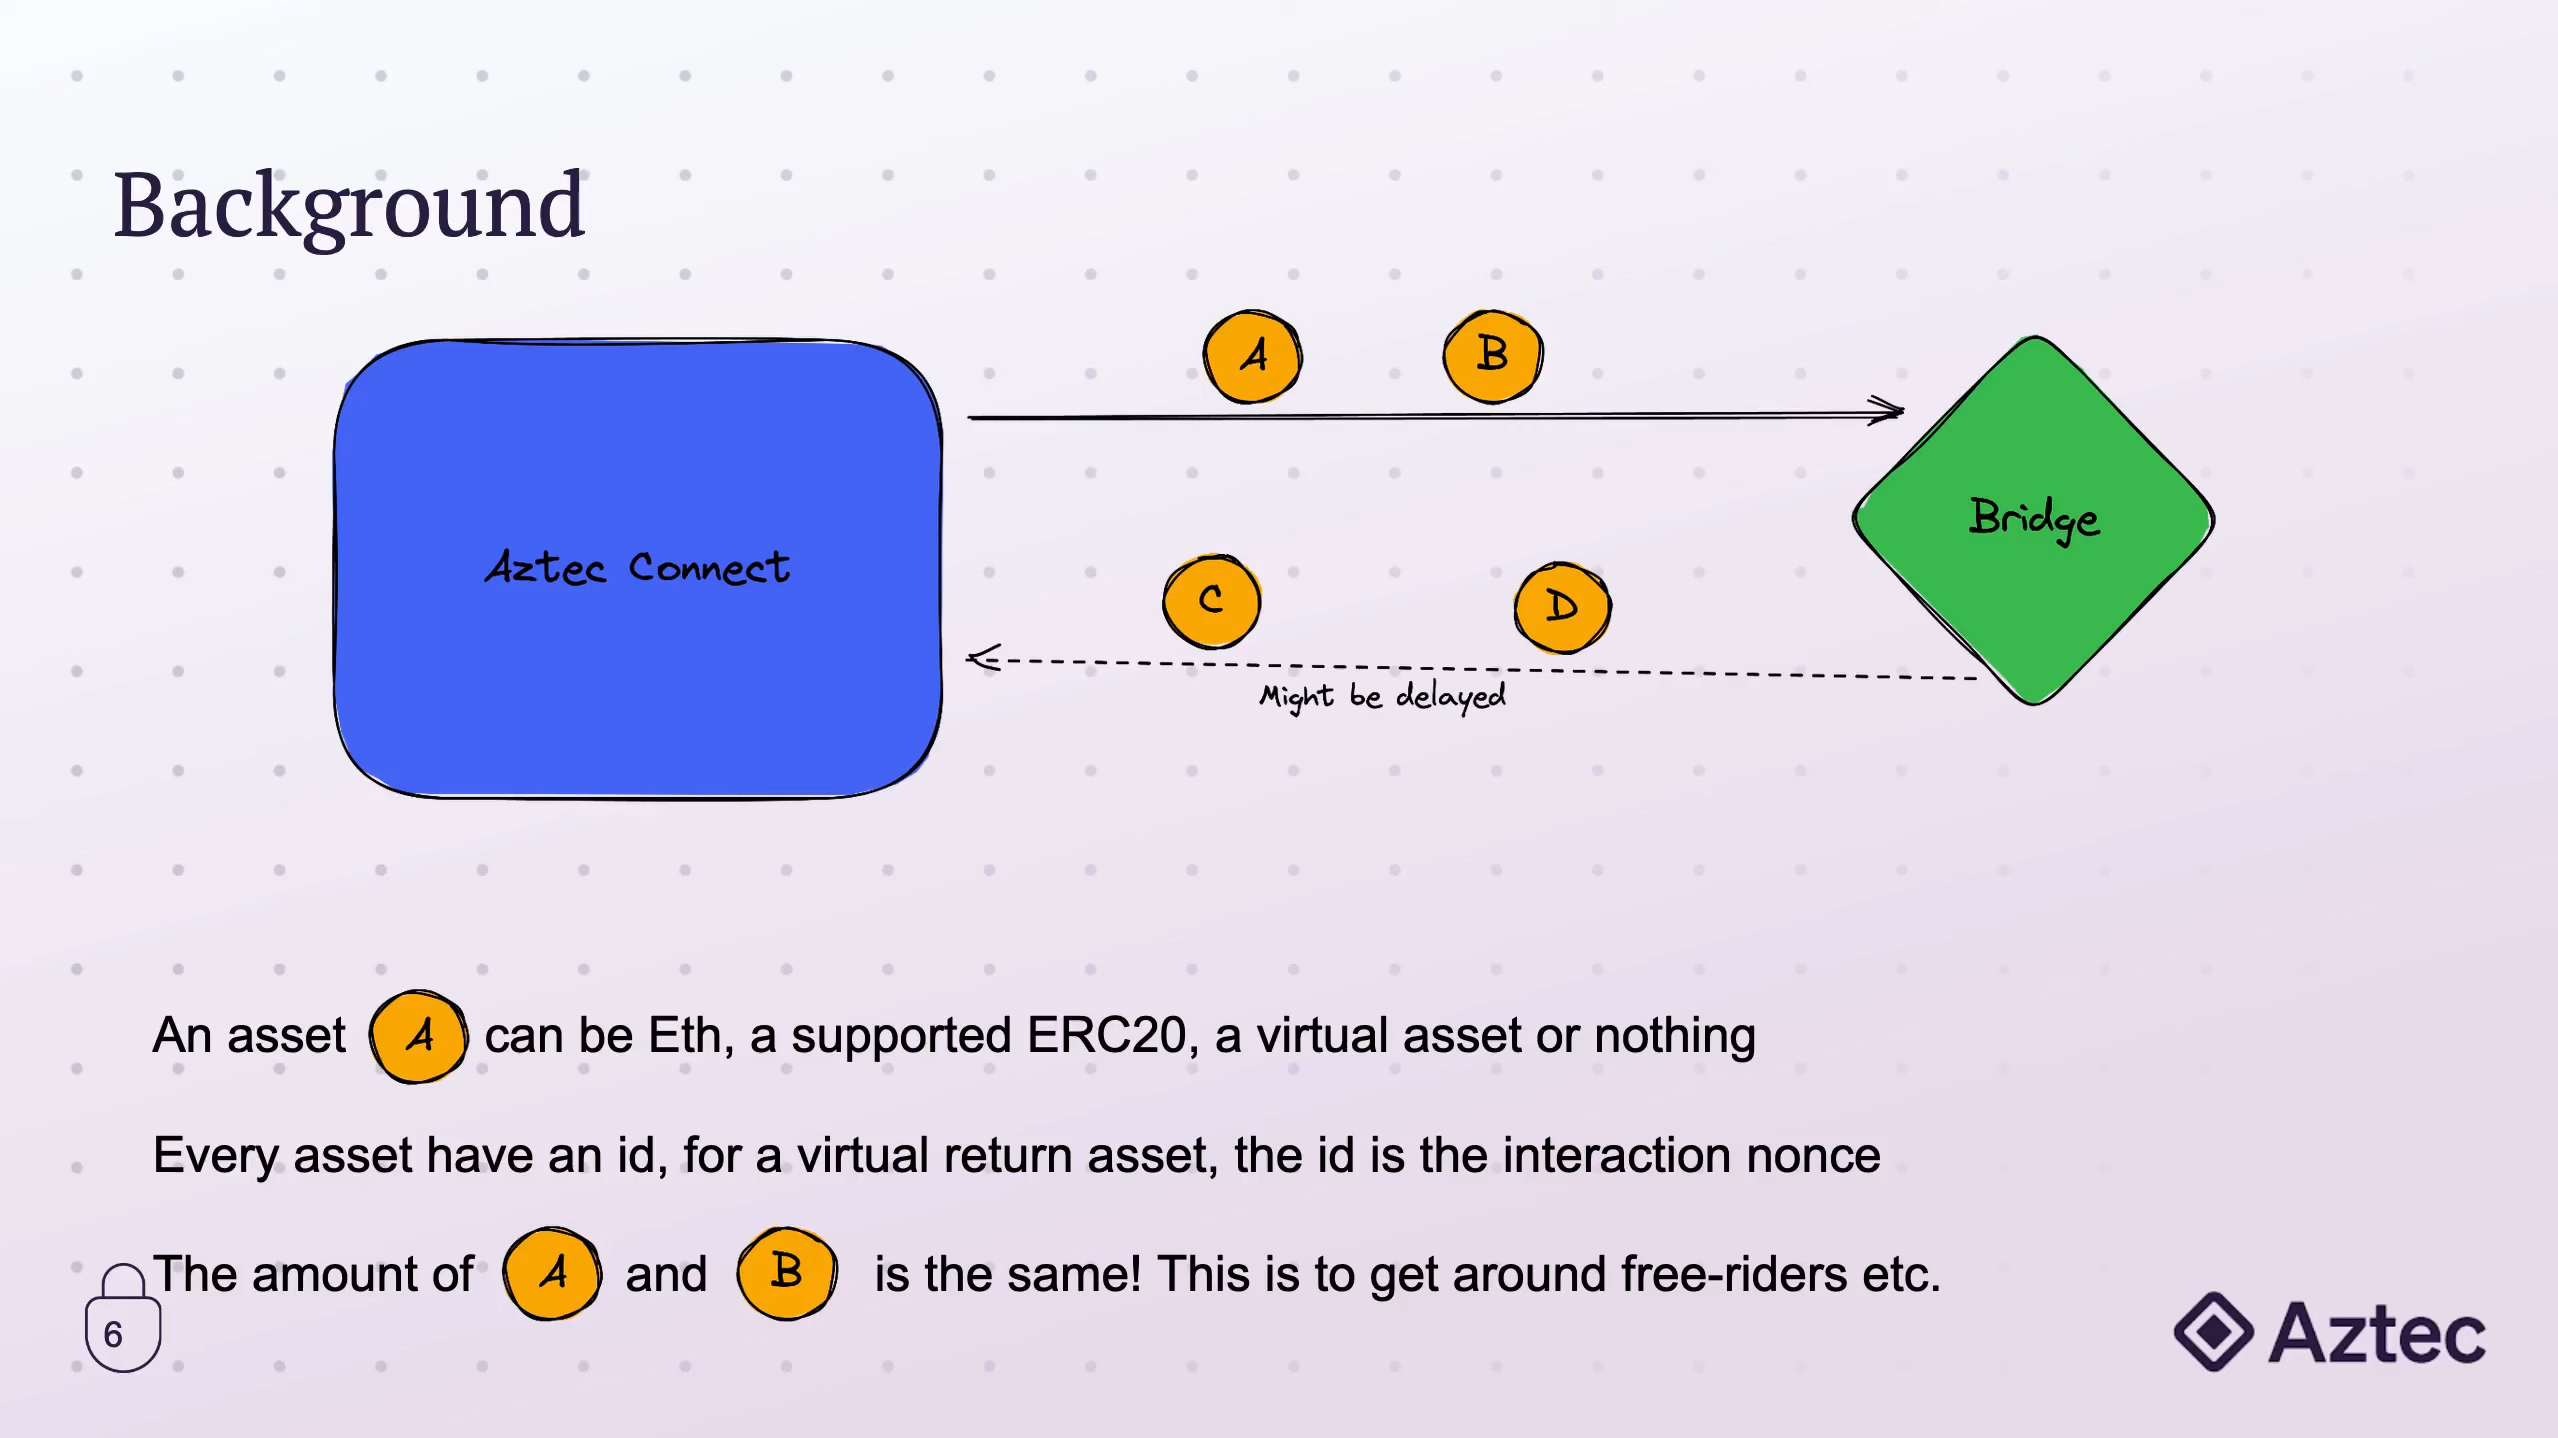 Background
A
B
Aztec Connect
Bridge
C
D
Might be delayed
An asset A can be Eth, a supported ERC20, a virtual asset or nothing
Every asset have an id, for a virtual return asset, the id is the interaction nonce
The amount of A and B is the same! This is to get around free-riders etc.
6
Aztec